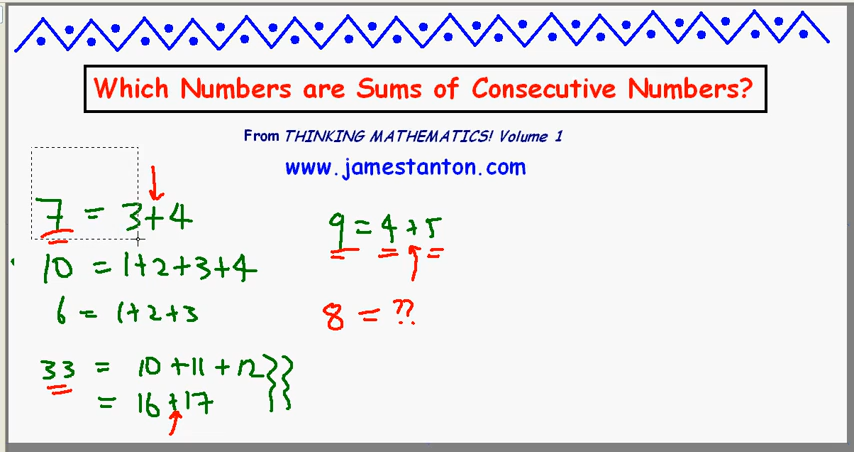 Which Numbers are Sums of Consecutive Numbers?
From THINKING MATHEMATICS! Volume 1
www.jamestanton.com
7 = 3+4
10 = 1+2+3+4
6 = 1+2+3
33 = 10+11+12
= 16+17
9 = 4+5
8 = ??